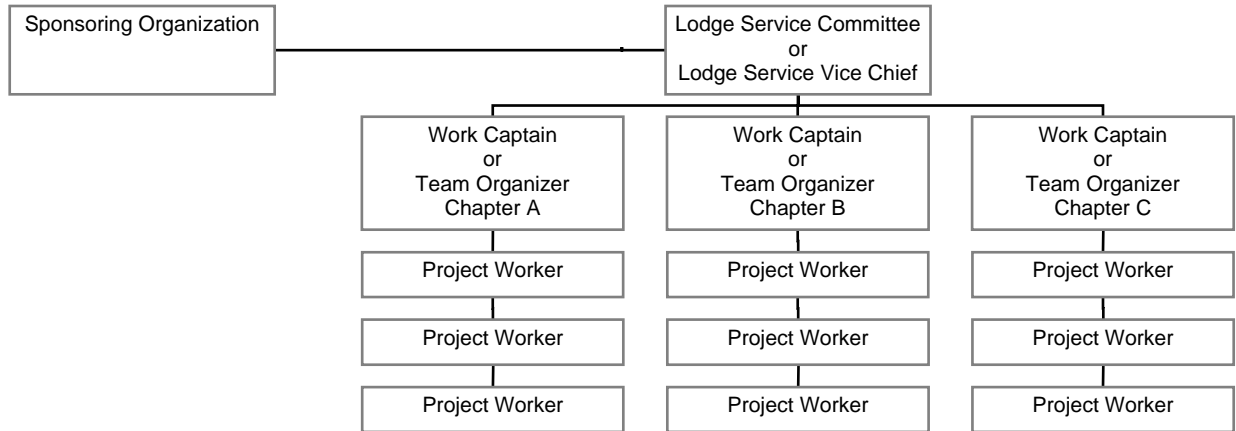 Sponsoring Organization
Lodge Service Committee
or
Lodge Service Vice Chief
Work Captain
or
Team Organizer
Chapter A
Work Captain
or
Team Organizer
Chapter B
Work Captain
or
Team Organizer
Chapter C
Project Worker
Project Worker
Project Worker
Project Worker
Project Worker
Project Worker
Project Worker
Project Worker
Project Worker